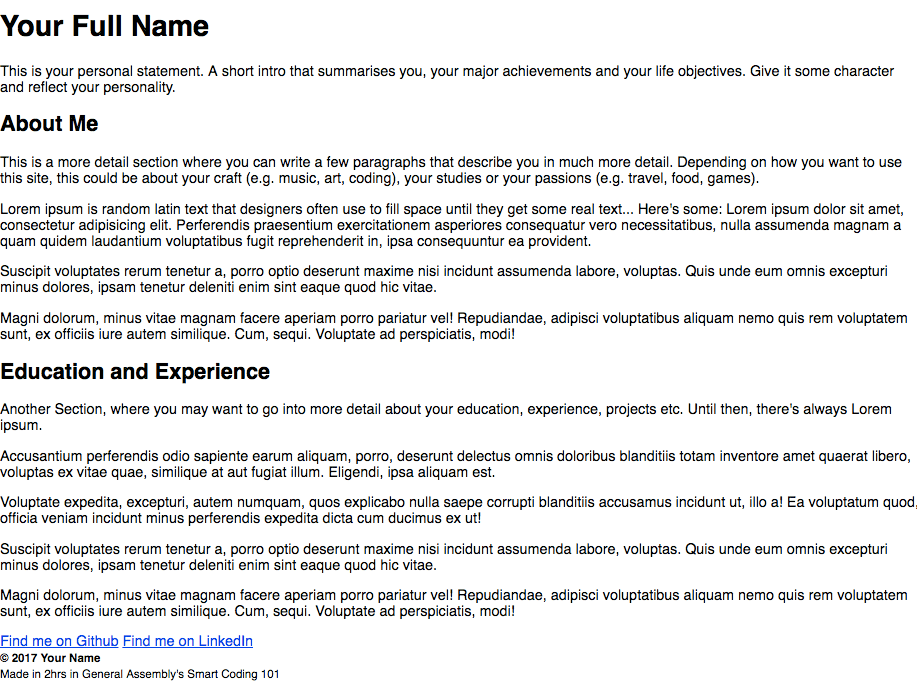 Your Full Name
This is your personal statement. A short intro that summarises you, your major achievements and your life objectives. Give it some character
and reflect your personality.
About Me
This is a more detail section where you can write a few paragraphs that describe you in much more detail. Depending on how you want to use
this site, this could be about your craft (e.g. music, art, coding), your studies or your passions (e.g. travel, food, games).
Lorem ipsum is random latin text that designers often use to fill space until they get some real text... Here's some: Lorem ipsum dolor sit amet,
consectetur adipisicing elit. Perferendis praesentium exercitationem asperiores consequatur vero necessitatibus, nulla assumenda magnam a
quam quidem laudantium voluptatibus fugit reprehenderit in, ipsa consequuntur ea provident.
Suscipit voluptates rerum tenetur a, porro optio deserunt maxime nisi incidunt assumenda labore, voluptas. Quis unde eum omnis excepturi
minus dolores, ipsam tenetur deleniti enim sint eaque quod hic vitae.
Magni dolorum, minus vitae magnam facere aperiam porro pariatur vel! Repudiandae, adipisci voluptatibus aliquam nemo quis rem voluptatem
sunt, ex officiis iure autem similique. Cum, sequi. Voluptate ad perspiciatis, modi!
Education and Experience
Another Section, where you may want to go into more detail about your education, experience, projects etc. Until then, there's always Lorem
ipsum.
Accusantium perferendis odio sapiente earum aliquam, porro, deserunt delectus omnis doloribus blanditiis totam inventore amet quaerat libero,
voluptas ex vitae quae, similique at aut fugiat illum. Eligendi, ipsa aliquam est.
Voluptate expedita, excepturi, autem numquam, quos explicabo nulla saepe corrupti blanditiis accusamus incidunt ut, illo a! Ea voluptatum quod,
officia veniam incidunt minus perferendis expedita dicta cum ducimus ex ut!
Suscipit voluptates rerum tenetur a, porro optio deserunt maxime nisi incidunt assumenda labore, voluptas. Quis unde eum omnis excepturi
minus dolores, ipsam tenetur deleniti enim sint eaque quod hic vitae.
Magni dolorum, minus vitae magnam facere aperiam porro pariatur vel! Repudiandae, adipisci voluptatibus aliquam nemo quis rem voluptatem
sunt, ex officiis iure autem similique. Cum, sequi. Voluptate ad perspiciatis, modi!
Find me on Github Find me on LinkedIn
© 2017 Your Name
Made in 2hrs in General Assembly's Smart Coding 101